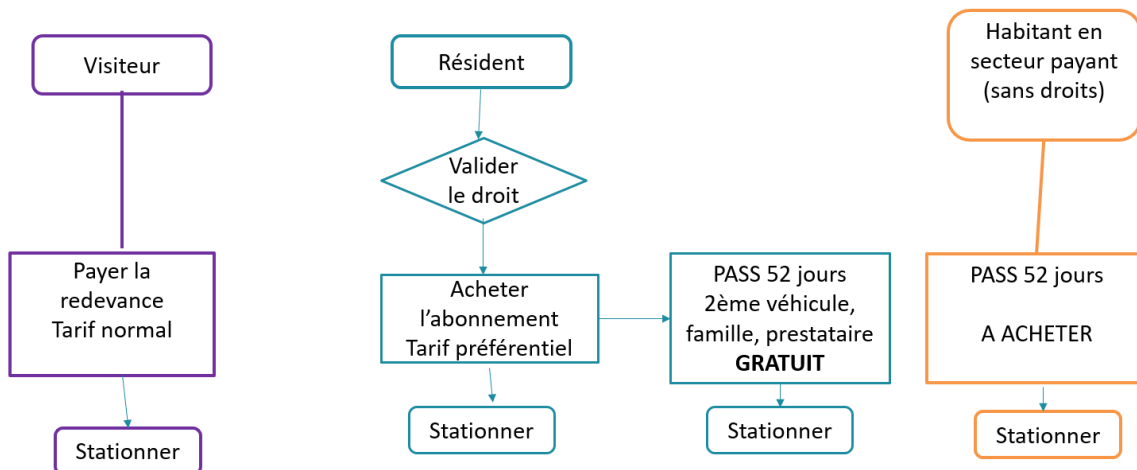 Visiteur
Payer la
redevance
Tarif normal
Stationner
Résident
Valider
le droit
Acheter
l’abonnement
Tarif préférentiel
Stationner
PASS 52 jours
2ème véhicule,
famille, prestataire
GRATUIT
Stationner
Habitant en
secteur payant
(sans droits)
PASS 52 jours
A ACHETER
Stationner